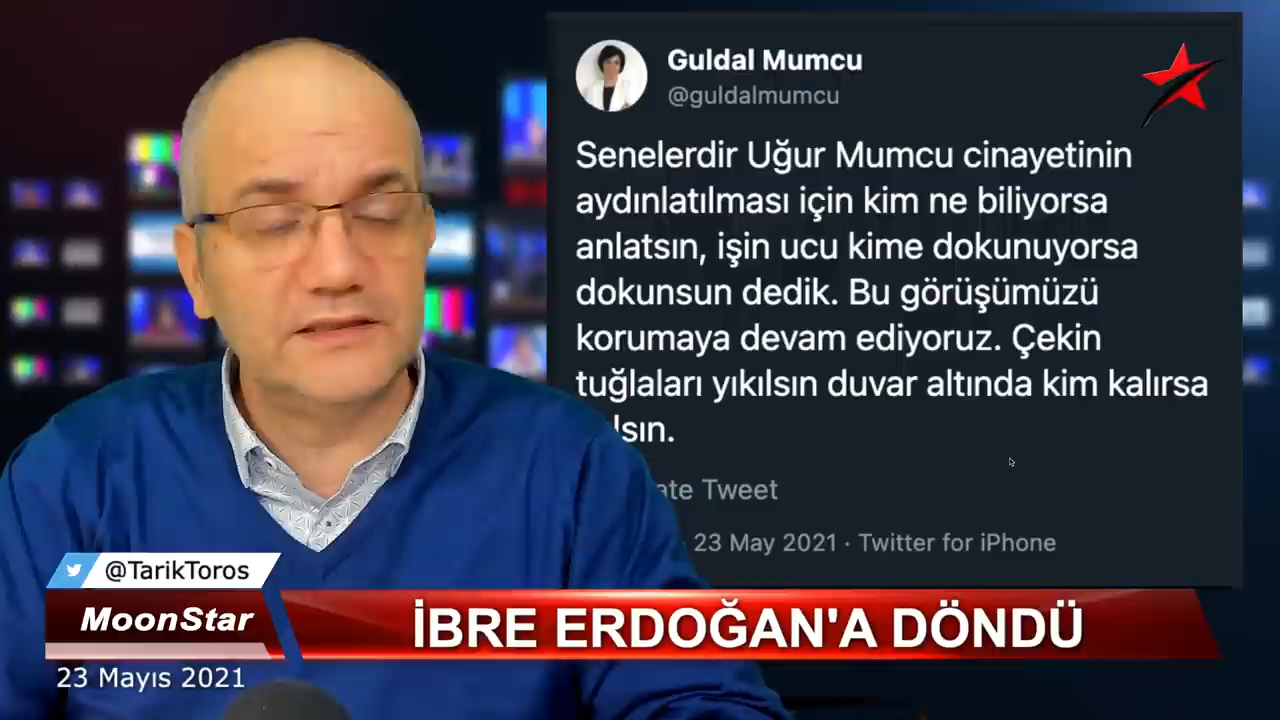 Guldal Mumcu
@guldalmumcu
Senelerdir Uğur Mumcu cinayetinin
aydınlatılması için kim ne biliyorsa
anlatsın, işin ucu kime dokunuyorsa
dokunsun dedik. Bu görüşümüzü
korumaya devam ediyoruz. Çekin
tuğlaları yıkılsın duvar altında kim kalırsa
lsın.
ate Tweet
23 May 2021 · Twitter for iPhone
@TarikToros
MoonStar
İBRE ERDOĞAN'A DÖNDÜ
23 Mayıs 2021